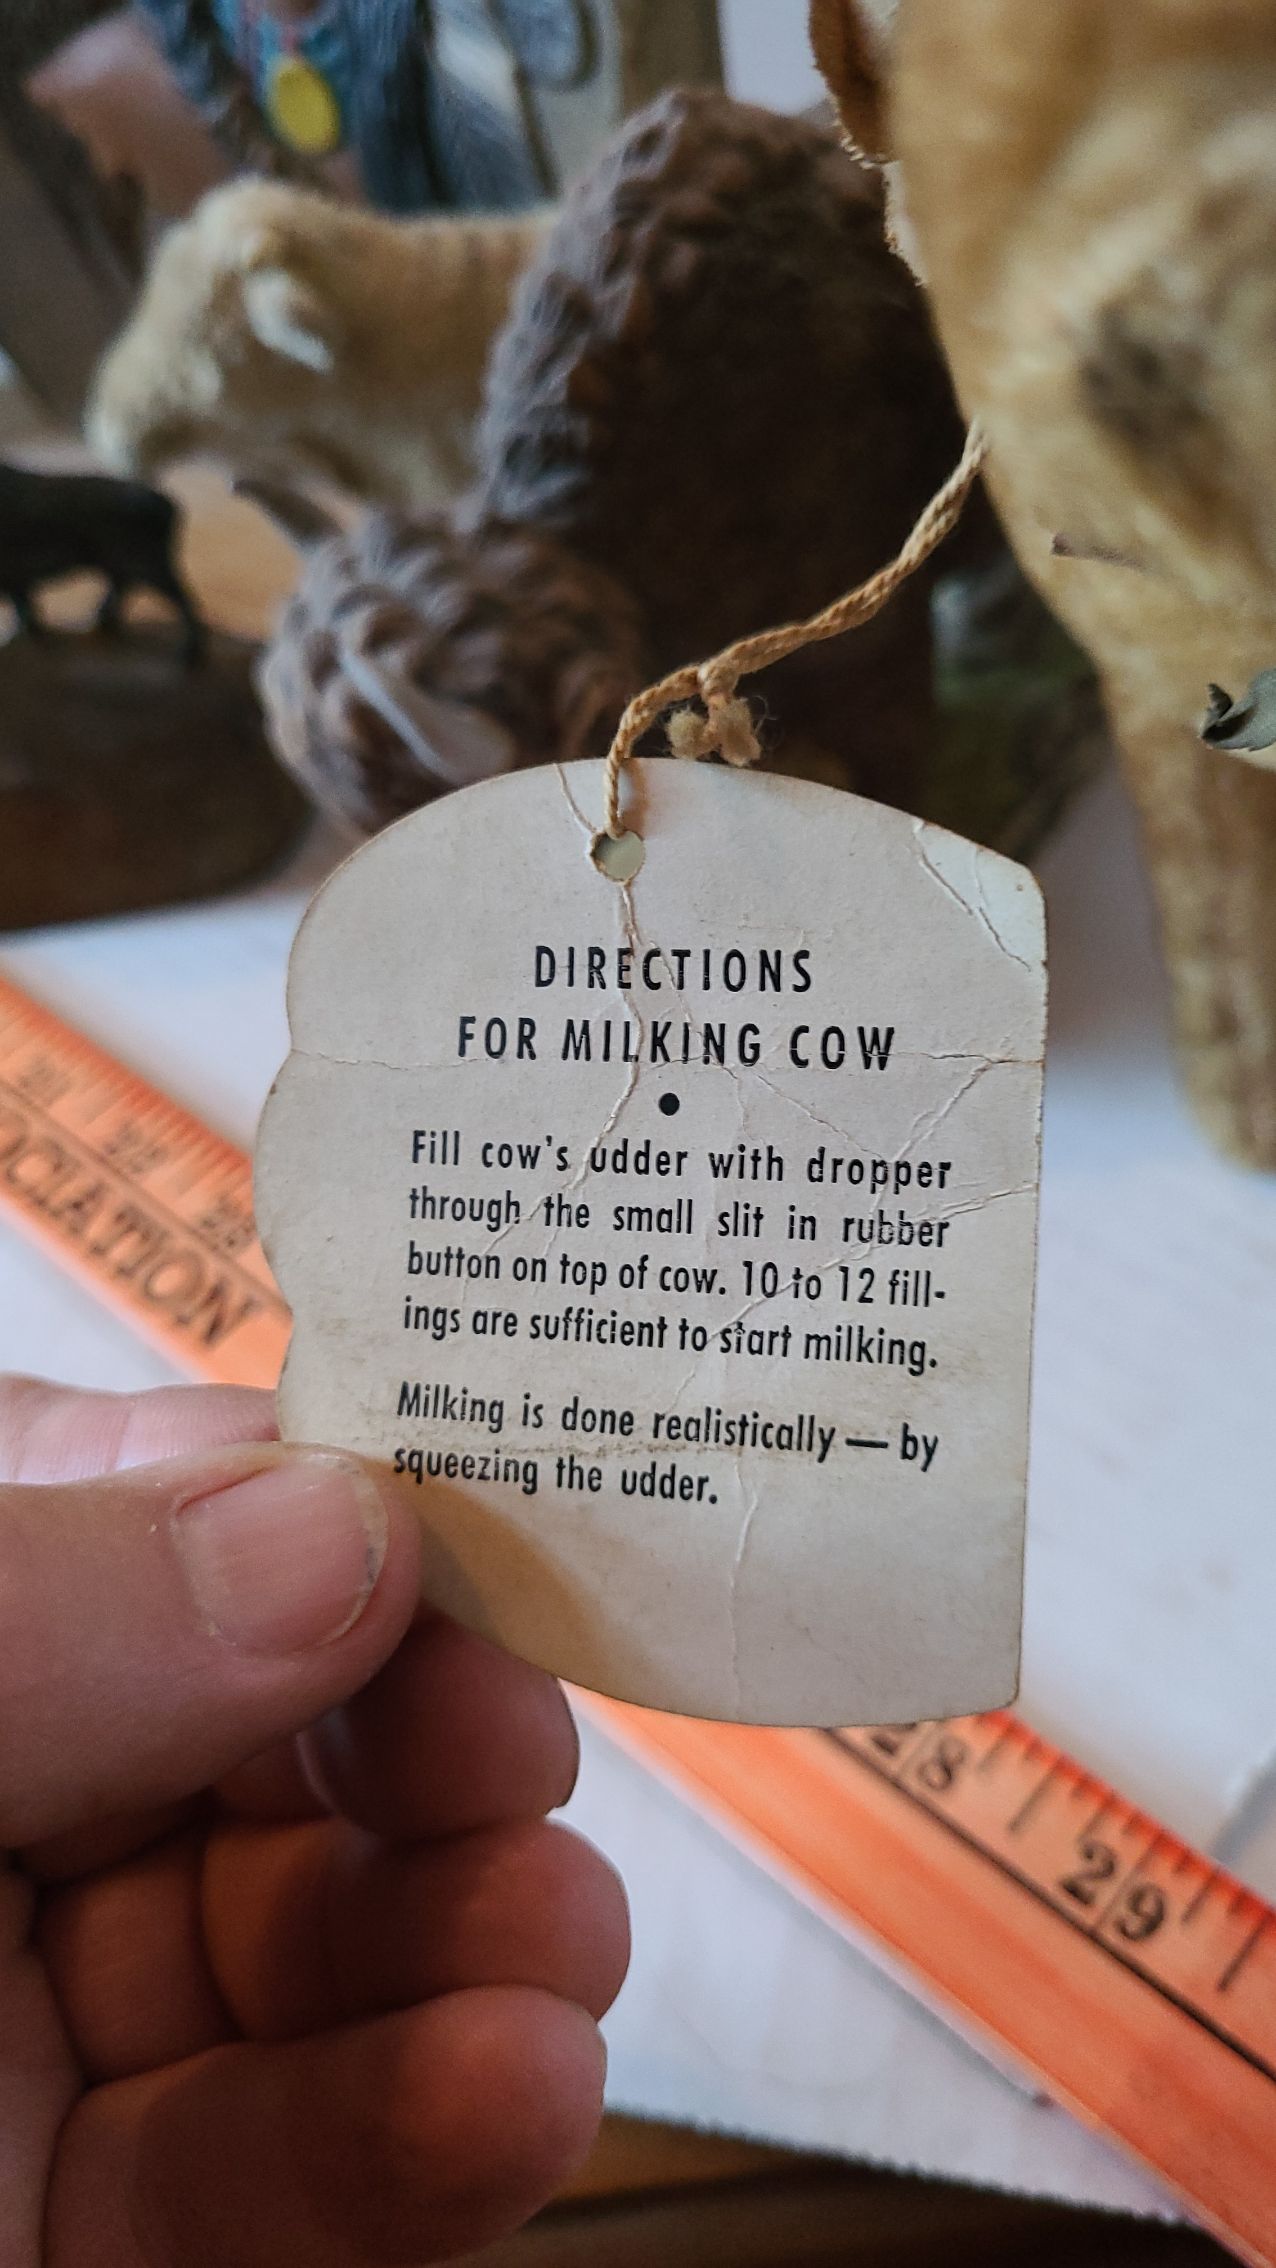 DIRECTIONS
FOR MILKING COW
•
Fill cow's udder with dropper
through the small slit in rubber
button on top of cow. 10 to 12 fill-
ings are sufficient to start milking.
Milking is done realistically — by
squeezing the udder.
OCIATION
28
29